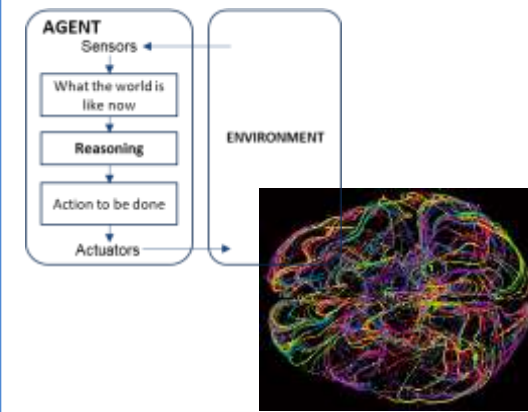 AGENT
Sensors
What the world is
like now
Reasoning
Action to be done
Actuators
ENVIRONMENT